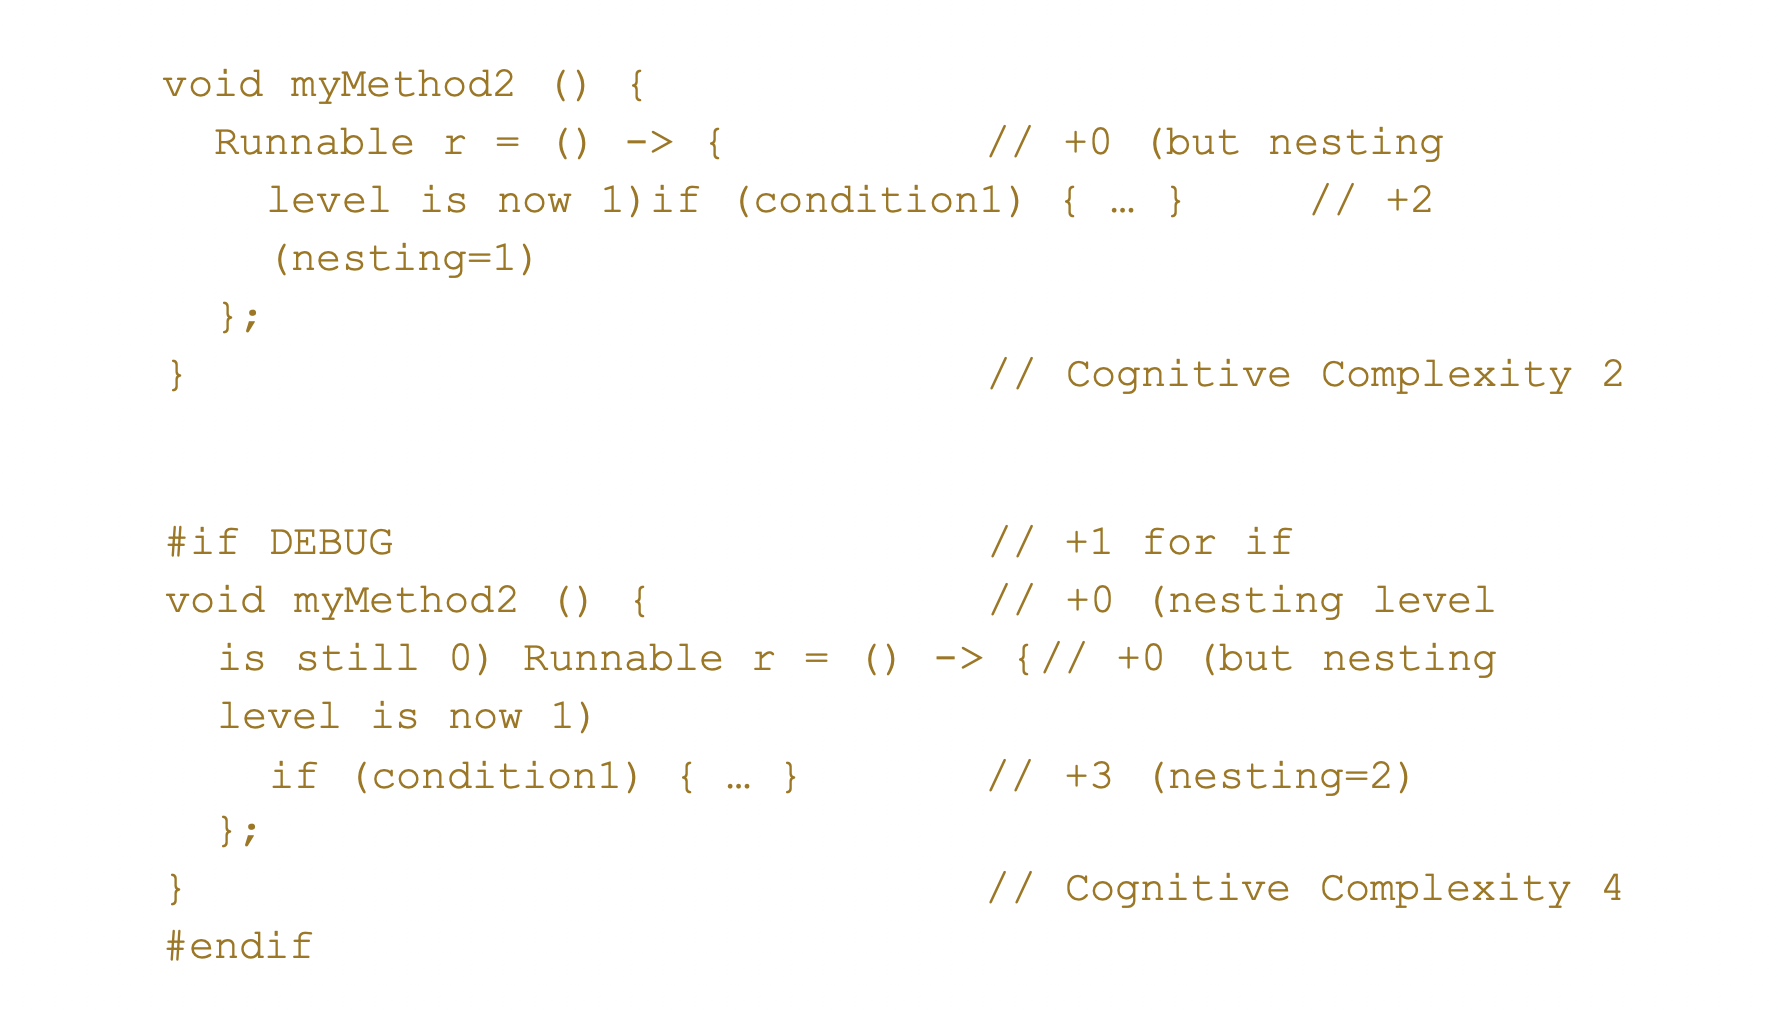 void myMethod2 () {
Runnable r = () -> { // +0 (but nesting
level is now 1)if (condition1) { … } // +2
(nesting=1)
};
} // Cognitive Complexity 2
#if DEBUG // +1 for if
void myMethod2 () { // +0 (nesting level
is still 0) Runnable r = () -> {// +0 (but nesting
level is now 1)
if (condition1) { … } // +3 (nesting=2)
};
} // Cognitive Complexity 4
#endif